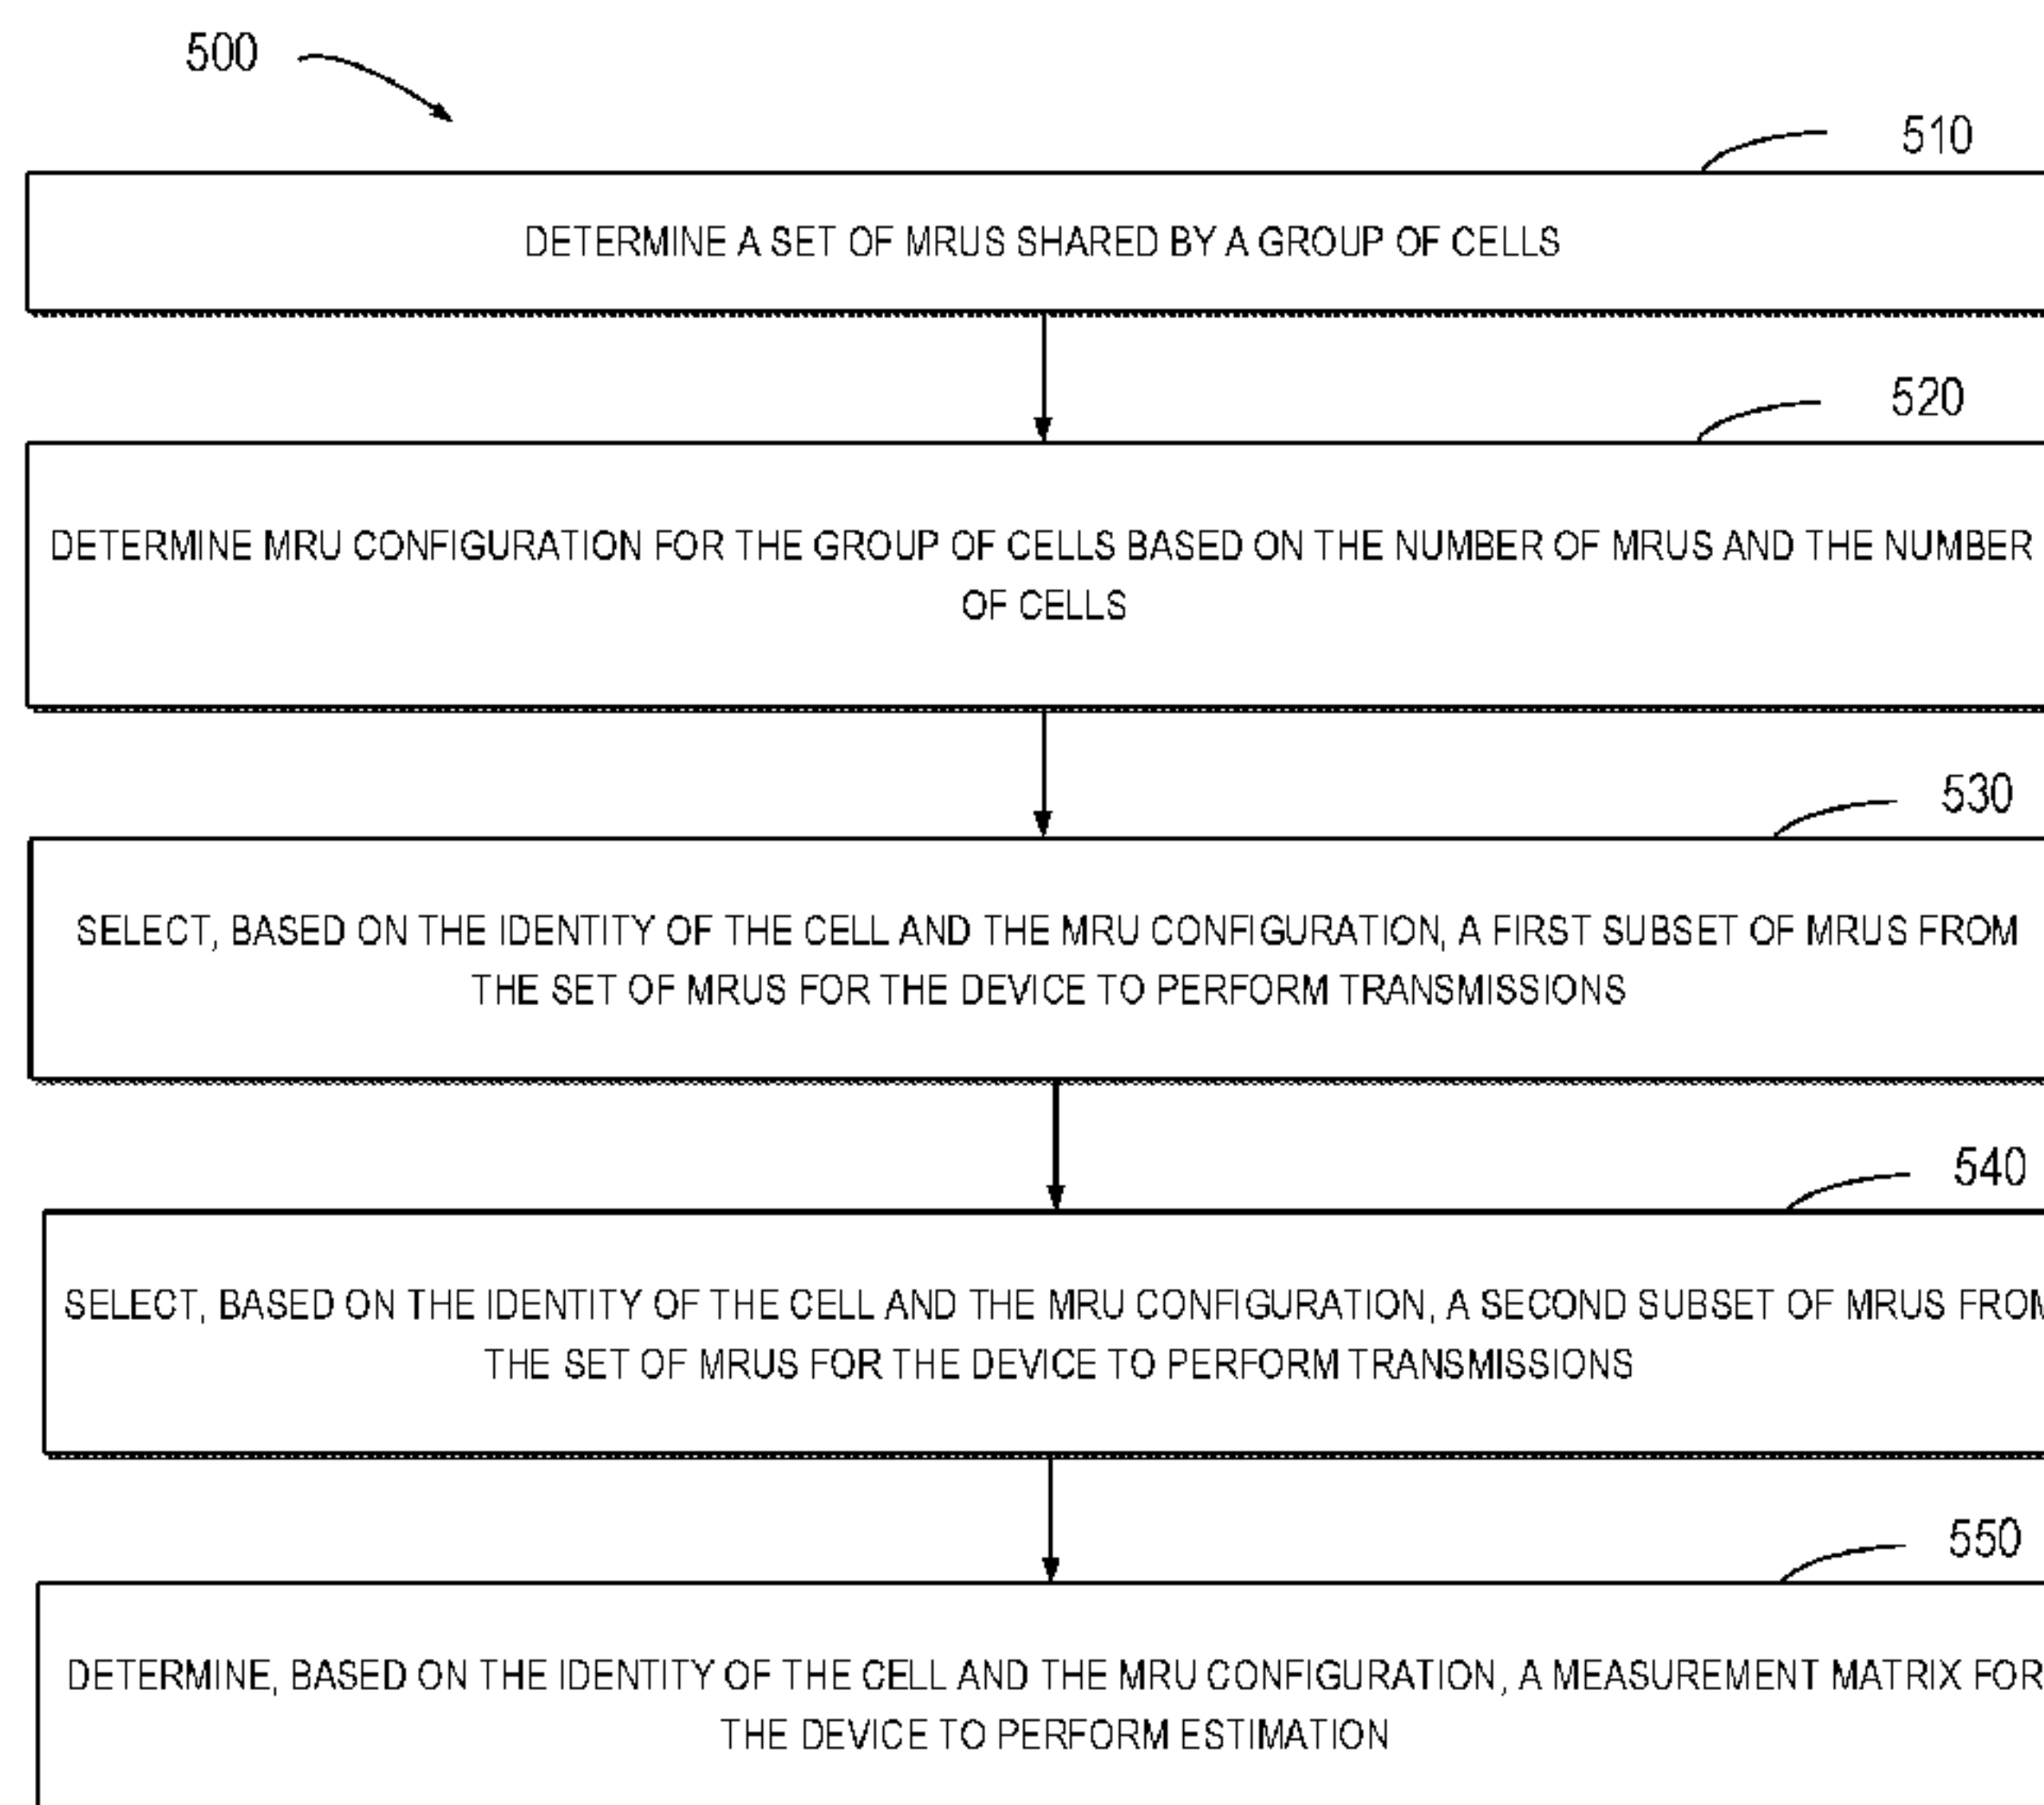 500
510
DETERMINE A SET OF MRUS SHARED BY A GROUP OF CELLS
520
DETERMINE MRU CONFIGURATION FOR THE GROUP OF CELLS BASED ON THE NUMBER OF MRUS AND THE NUMBER
OF CELLS
530
SELECT, BASED ON THE IDENTITY OF THE CELL AND THE MRU CONFIGURATION, A FIRST SUBSET OF MRUS FROM
THE SET OF MRUS FOR THE DEVICE TO PERFORM TRANSMISSIONS
540
SELECT, BASED ON THE IDENTITY OF THE CELL AND THE MRU CONFIGURATION, A SECOND SUBSET OF MRUS FROM
THE SET OF MRUS FOR THE DEVICE TO PERFORM TRANSMISSIONS
550
DETERMINE, BASED ON THE IDENTITY OF THE CELL AND THE MRU CONFIGURATION, A MEASUREMENT MATRIX FOR
THE DEVICE TO PERFORM ESTIMATION